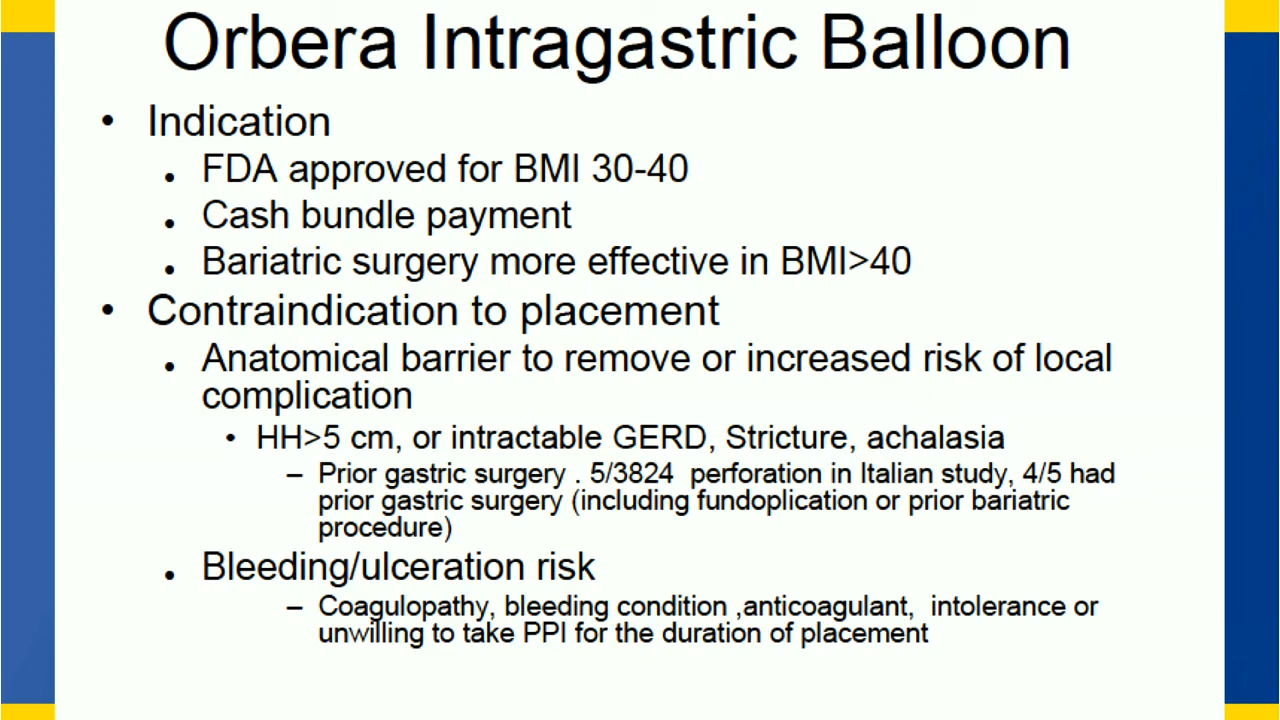 Orbera Intragastric Balloon
• Indication
• FDA approved for BMI 30-40
• Cash bundle payment
• Bariatric surgery more effective in BMI>40
• Contraindication to placement
• Anatomical barrier to remove or increased risk of local
complication
• HH>5 cm, or intractable GERD, Stricture, achalasia
– Prior gastric surgery . 5/3824  perforation in Italian study, 4/5 had
prior gastric surgery (including fundoplication or prior bariatric
procedure)
• Bleeding/ulceration risk
– Coagulopathy, bleeding condition ,anticoagulant,  intolerance or
unwilling to take PPI for the duration of placement